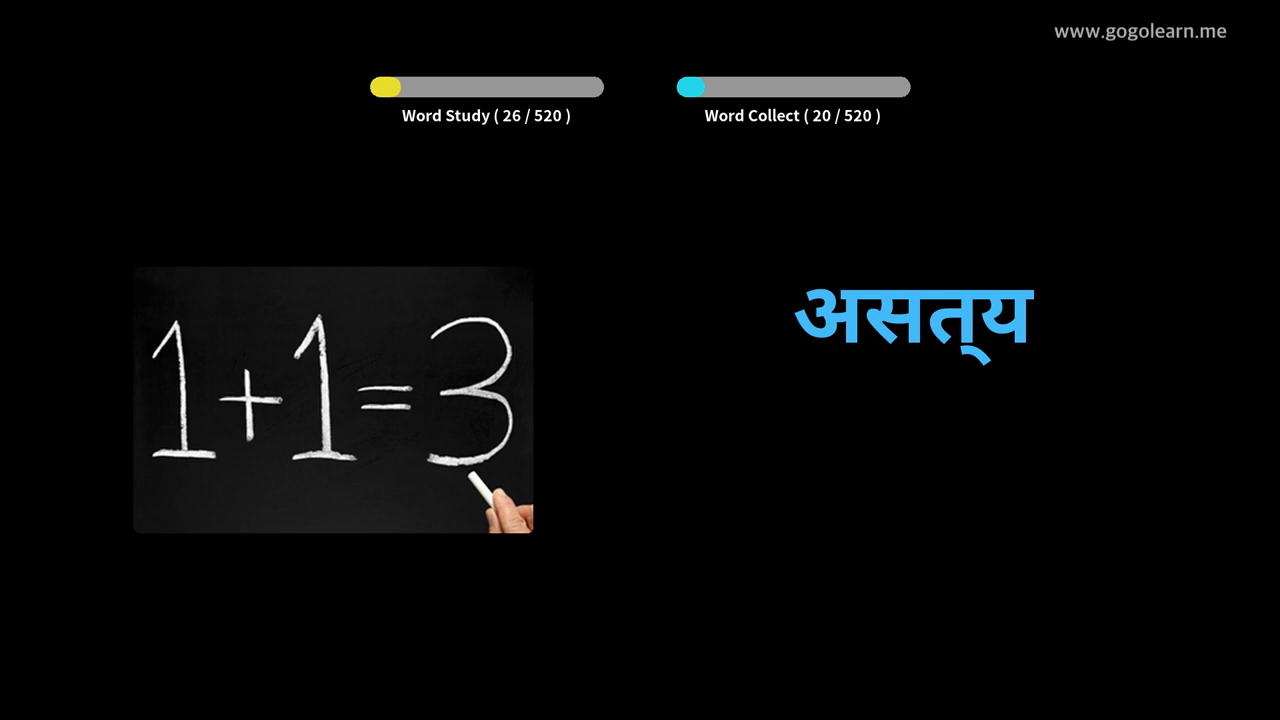 www.gogolearn.me
Word Study ( 26 / 520 )
Word Collect ( 20 / 520 )
1+1=3
असत्‌य